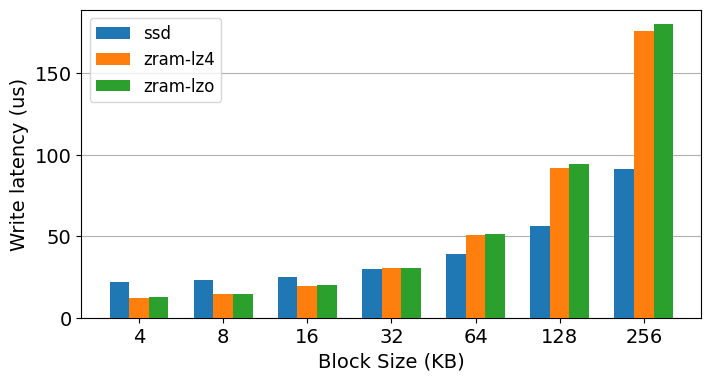 ssd
zram-lz4
zram-lzo
Write latency (us)
150
100
50
0
4 8 16 32 64 128 256
Block Size (KB)